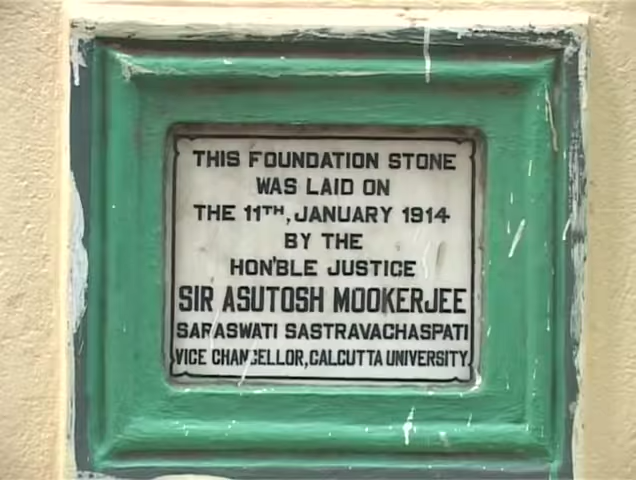 THIS FOUNDATION STONE
WAS LAID ON
THE 11TH, JANUARY 1914
BY THE
HON'BLE JUSTICE
SIR ASUTOSH MOOKERJEE
SARASWATI SASTRAVACHASPATI
VICE CHANCELLOR, CALCUTTA UNIVERSITY